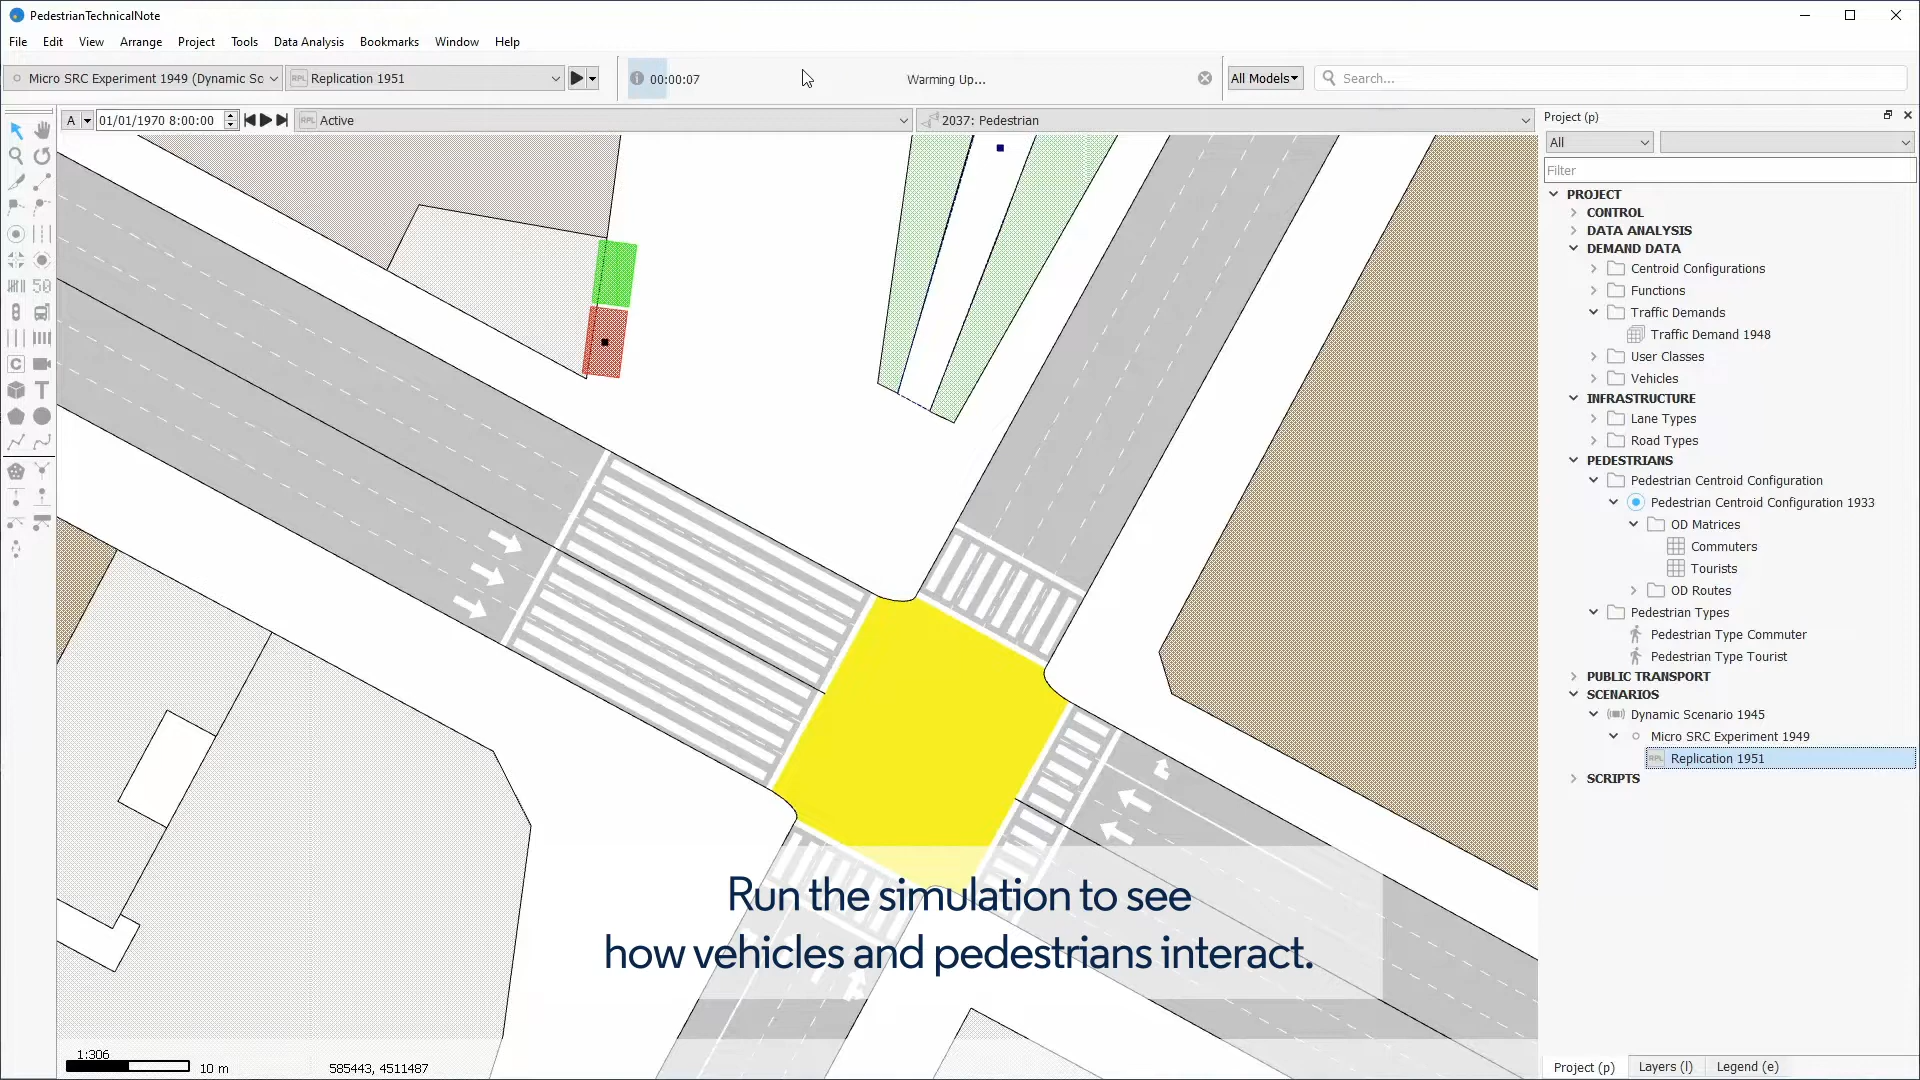 PedestrianTechnicalNote
File Edit View Arrange Project Tools Data Analysis Bookmarks Window Help
Micro SRC Experiment 1949 (Dynamic Sc
RPL Replication 1951
00:00:07
Warming Up...
All Models
Search...
A 01/01/1970 8:00:00
RPL Active
2037: Pedestrian
Project (p)
All
Filter
PROJECT
CONTROL
DATA ANALYSIS
DEMAND DATA
Centroid Configurations
Functions
Traffic Demands
Traffic Demand 1948
User Classes
Vehicles
INFRASTRUCTURE
Lane Types
Road Types
PEDESTRIANS
Pedestrian Centroid Configuration
Pedestrian Centroid Configuration 1933
OD Matrices
Commuters
Tourists
OD Routes
Pedestrian Types
Pedestrian Type Commuter
Pedestrian Type Tourist
PUBLIC TRANSPORT
SCENARIOS
Dynamic Scenario 1945
Micro SRC Experiment 1949
RPL Replication 1951
SCRIPTS
50
C
T
Run the simulation to see
how vehicles and pedestrians interact.
1:306
10 m
585443, 4511487
Project (p) Layers (l) Legend (e)